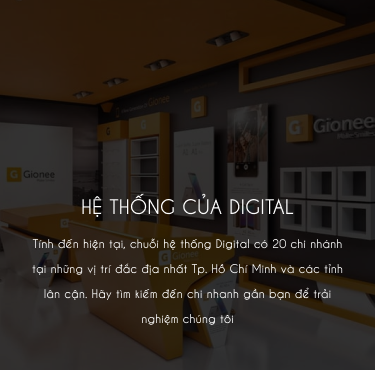 Gionee
G Gionee
Gionee
HỆ THỐNG CỦA DIGITAL
Tính đến hiện tại, chuỗi hệ thống Digital có 20 chi nhánh
tại những vị trí đắc địa nhất Tp. Hồ Chí Minh và các tỉnh
lân cận. Hãy tìm kiếm đến chi nhanh gần bạn để trải
nghiệm chúng tôi